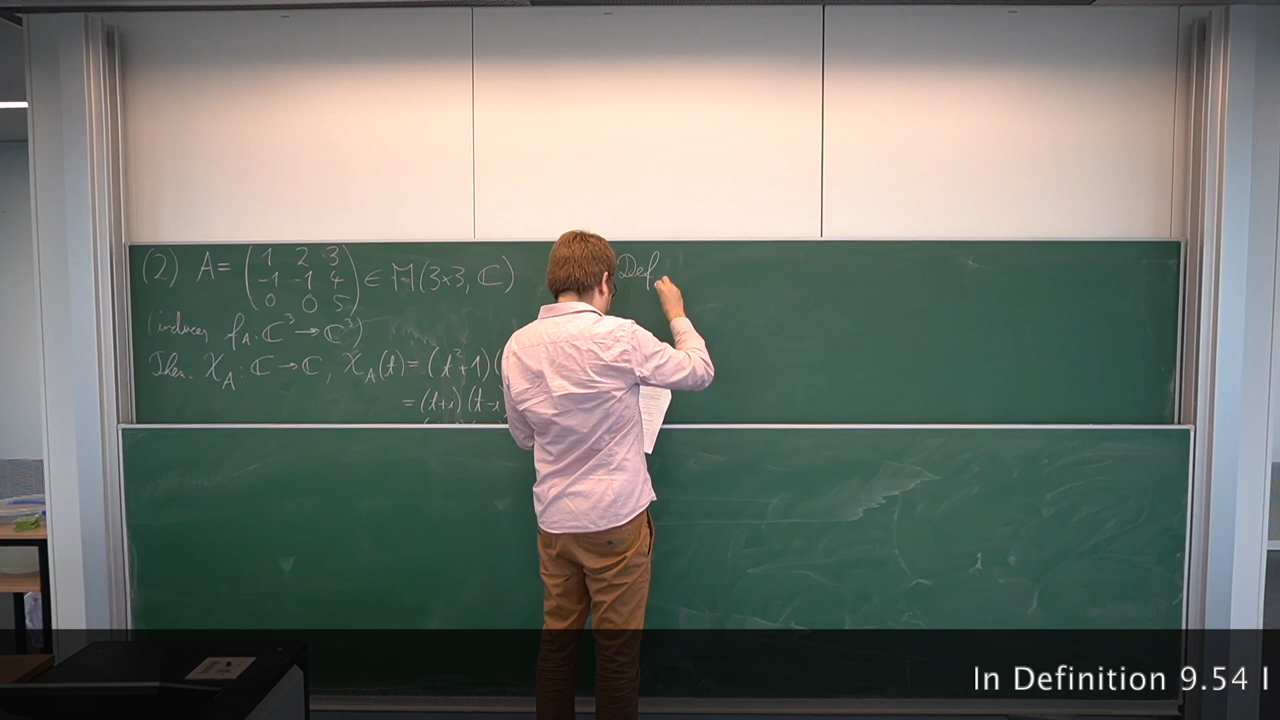 (2) A = ( 1 2 3
-1 -1 4
0 0 5 ) ∈ M(3×3, ℂ)
(induces f_A: ℂ³ → ℂ³)
Then χ_A: ℂ → ℂ, χ_A(t) = (t²+1)(
= (t+i)(t-i
Def
In Definition 9.54 I